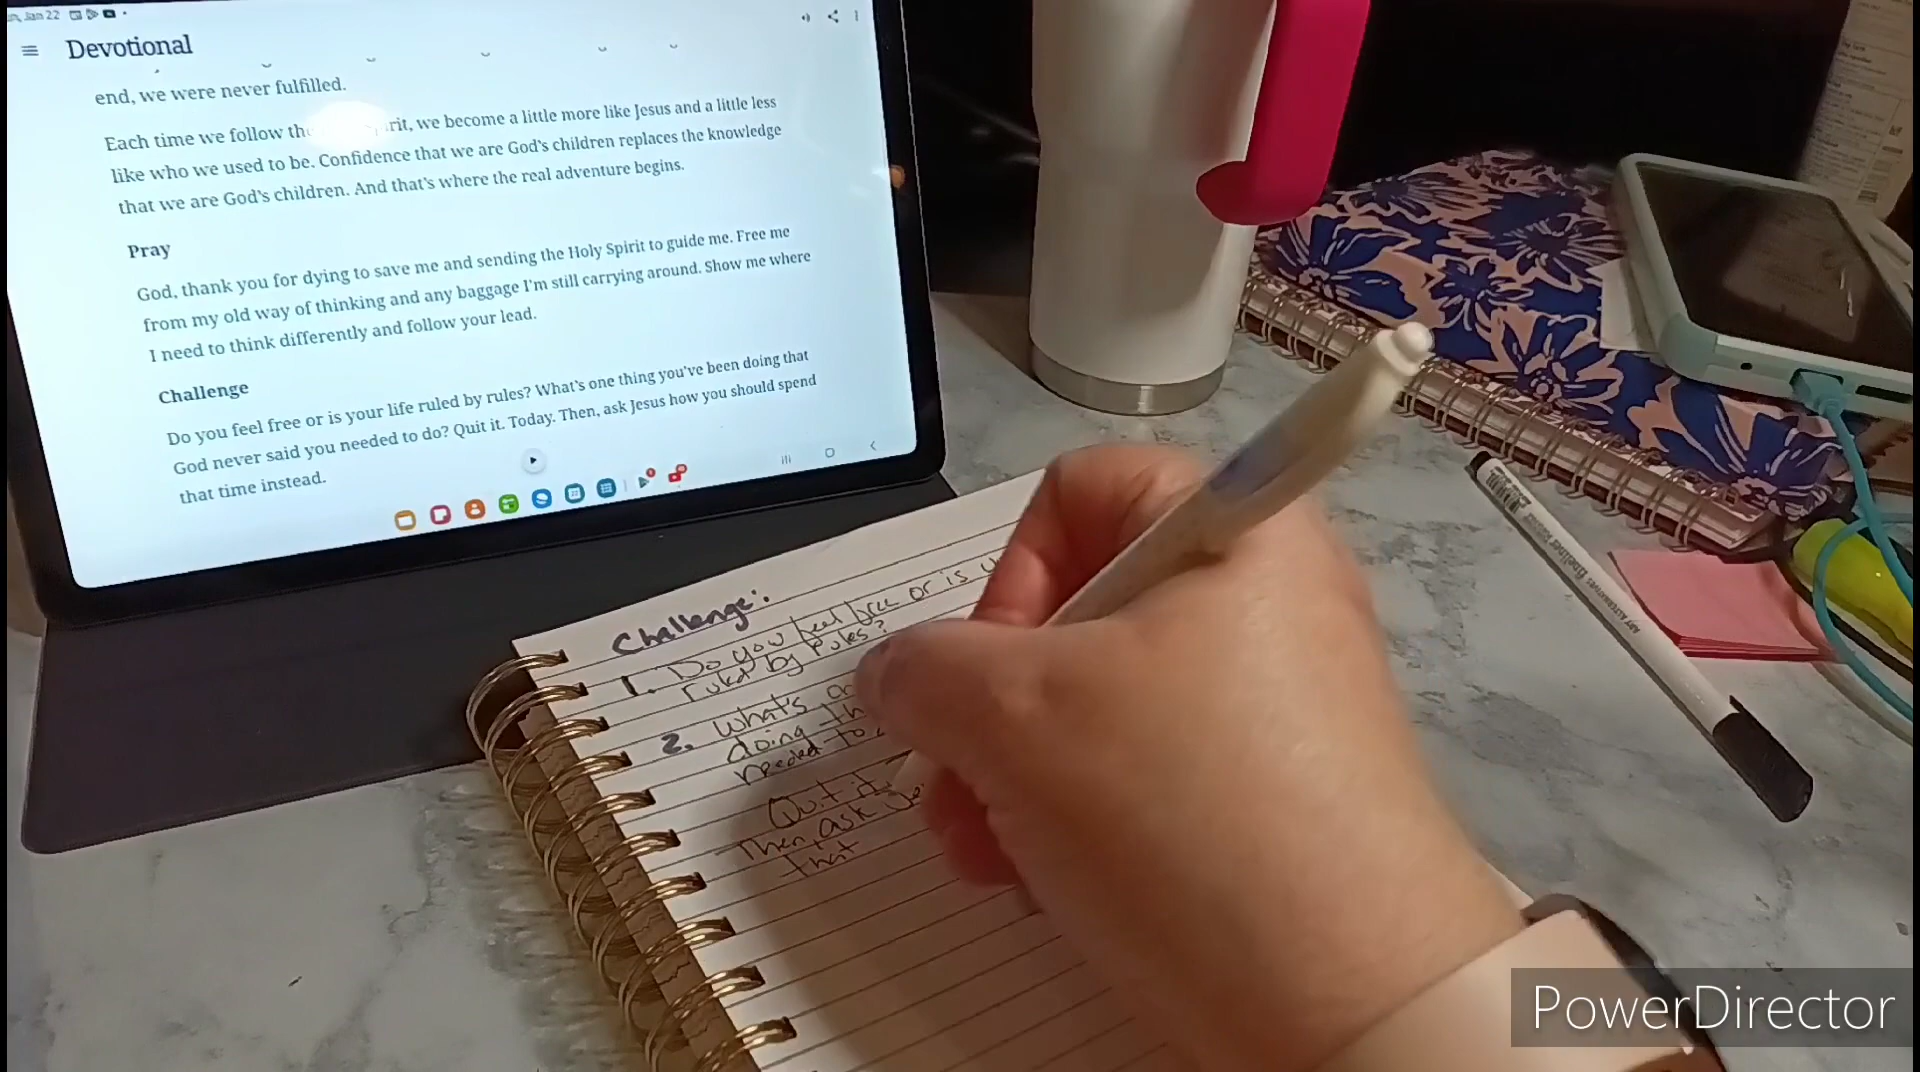 Jan 22
Devotional
end, we were never fulfilled.
Each time we follow the rit, we become a little more like Jesus and a little less
like who we used to be. Confidence that we are God's children replaces the knowledge
that we are God's children. And that's where the real adventure begins.
Pray
God, thank you for dying to save me and sending the Holy Spirit to guide me. Free me
from my old way of thinking and any baggage I'm still carrying around. Show me where
I need to think differently and follow your lead.
Challenge
Do you feel free or is your life ruled by rules? What's one thing you've been doing that
God never said you needed to do? Quit it. Today. Then, ask Jesus how you should spend
that time instead.
Challenge:
1. Do you feel free or is
ruled by rules?
2. What's
doing
needed to
Quit it.
Then, ask
that
PowerDirector